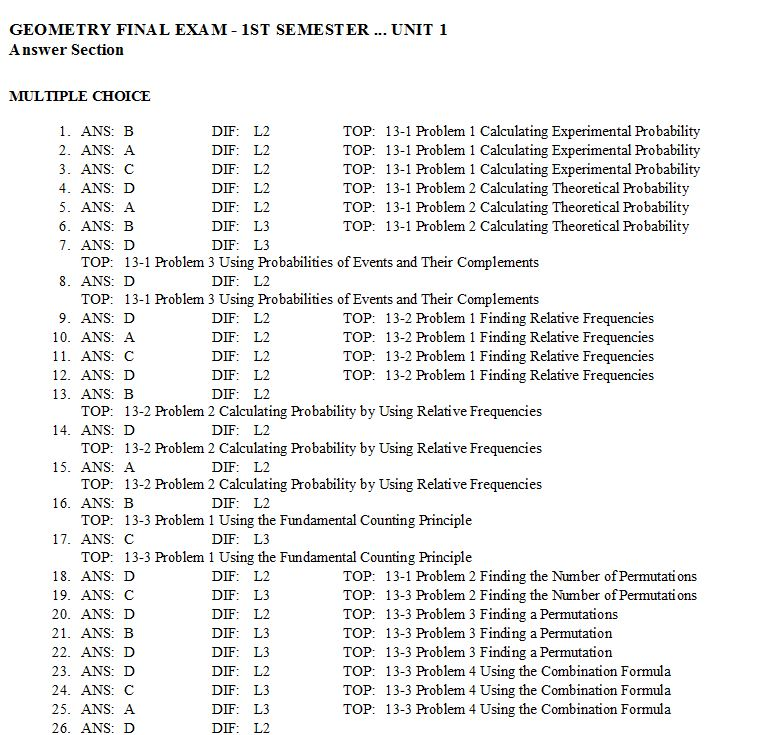 GEOMETRY FINAL EXAM - 1ST SEMESTER ... UNIT 1
Answer Section
MULTIPLE CHOICE
1. ANS: B DIF: L2 TOP: 13-1 Problem 1 Calculating Experimental Probability
2. ANS: A DIF: L2 TOP: 13-1 Problem 1 Calculating Experimental Probability
3. ANS: C DIF: L2 TOP: 13-1 Problem 1 Calculating Experimental Probability
4. ANS: D DIF: L2 TOP: 13-1 Problem 2 Calculating Theoretical Probability
5. ANS: A DIF: L2 TOP: 13-1 Problem 2 Calculating Theoretical Probability
6. ANS: B DIF: L3 TOP: 13-1 Problem 2 Calculating Theoretical Probability
7. ANS: D DIF: L3
TOP: 13-1 Problem 3 Using Probabilities of Events and Their Complements
8. ANS: D DIF: L2
TOP: 13-1 Problem 3 Using Probabilities of Events and Their Complements
9. ANS: D DIF: L2 TOP: 13-2 Problem 1 Finding Relative Frequencies
10. ANS: A DIF: L2 TOP: 13-2 Problem 1 Finding Relative Frequencies
11. ANS: C DIF: L2 TOP: 13-2 Problem 1 Finding Relative Frequencies
12. ANS: D DIF: L2 TOP: 13-2 Problem 1 Finding Relative Frequencies
13. ANS: B DIF: L2
TOP: 13-2 Problem 2 Calculating Probability by Using Relative Frequencies
14. ANS: D DIF: L2
TOP: 13-2 Problem 2 Calculating Probability by Using Relative Frequencies
15. ANS: A DIF: L2
TOP: 13-2 Problem 2 Calculating Probability by Using Relative Frequencies
16. ANS: B DIF: L2
TOP: 13-3 Problem 1 Using the Fundamental Counting Principle
17. ANS: C DIF: L3
TOP: 13-3 Problem 1 Using the Fundamental Counting Principle
18. ANS: D DIF: L2 TOP: 13-1 Problem 2 Finding the Number of Permutations
19. ANS: C DIF: L3 TOP: 13-3 Problem 2 Finding the Number of Permutations
20. ANS: D DIF: L2 TOP: 13-3 Problem 3 Finding a Permutations
21. ANS: B DIF: L3 TOP: 13-3 Problem 3 Finding a Permutation
22. ANS: D DIF: L3 TOP: 13-3 Problem 3 Finding a Permutation
23. ANS: D DIF: L2 TOP: 13-3 Problem 4 Using the Combination Formula
24. ANS: C DIF: L3 TOP: 13-3 Problem 4 Using the Combination Formula
25. ANS: A DIF: L3 TOP: 13-3 Problem 4 Using the Combination Formula
26. ANS: D DIF: L2